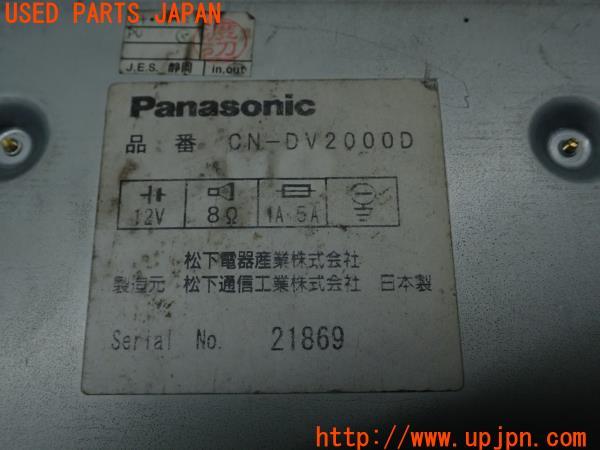 USED PARTS JAPAN
J.E.S. 静岡 in.out
Panasonic
品番 CN-DV2000D
12V 8Ω 1A 5A
松下電器産業株式会社
製造元 松下通信工業株式会社 日本製
Serial No. 21869
http://www.upjpn.com/